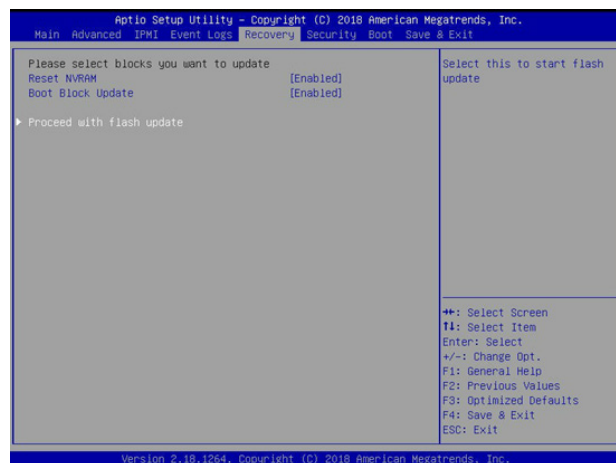 Aptio Setup Utility – Copyright (C) 2018 American Megatrends, Inc.
Main Advanced IPMI Event Logs Recovery Security Boot Save & Exit
Please select blocks you want to update
Reset NVRAM [Enabled]
Boot Block Update [Enabled]
▶ Proceed with flash update
Select this to start flash
update
→←: Select Screen
↑↓: Select Item
Enter: Select
+/-: Change Opt.
F1: General Help
F2: Previous Values
F3: Optimized Defaults
F4: Save & Exit
ESC: Exit
Version 2.18.1264. Copyright (C) 2018 American Megatrends, Inc.